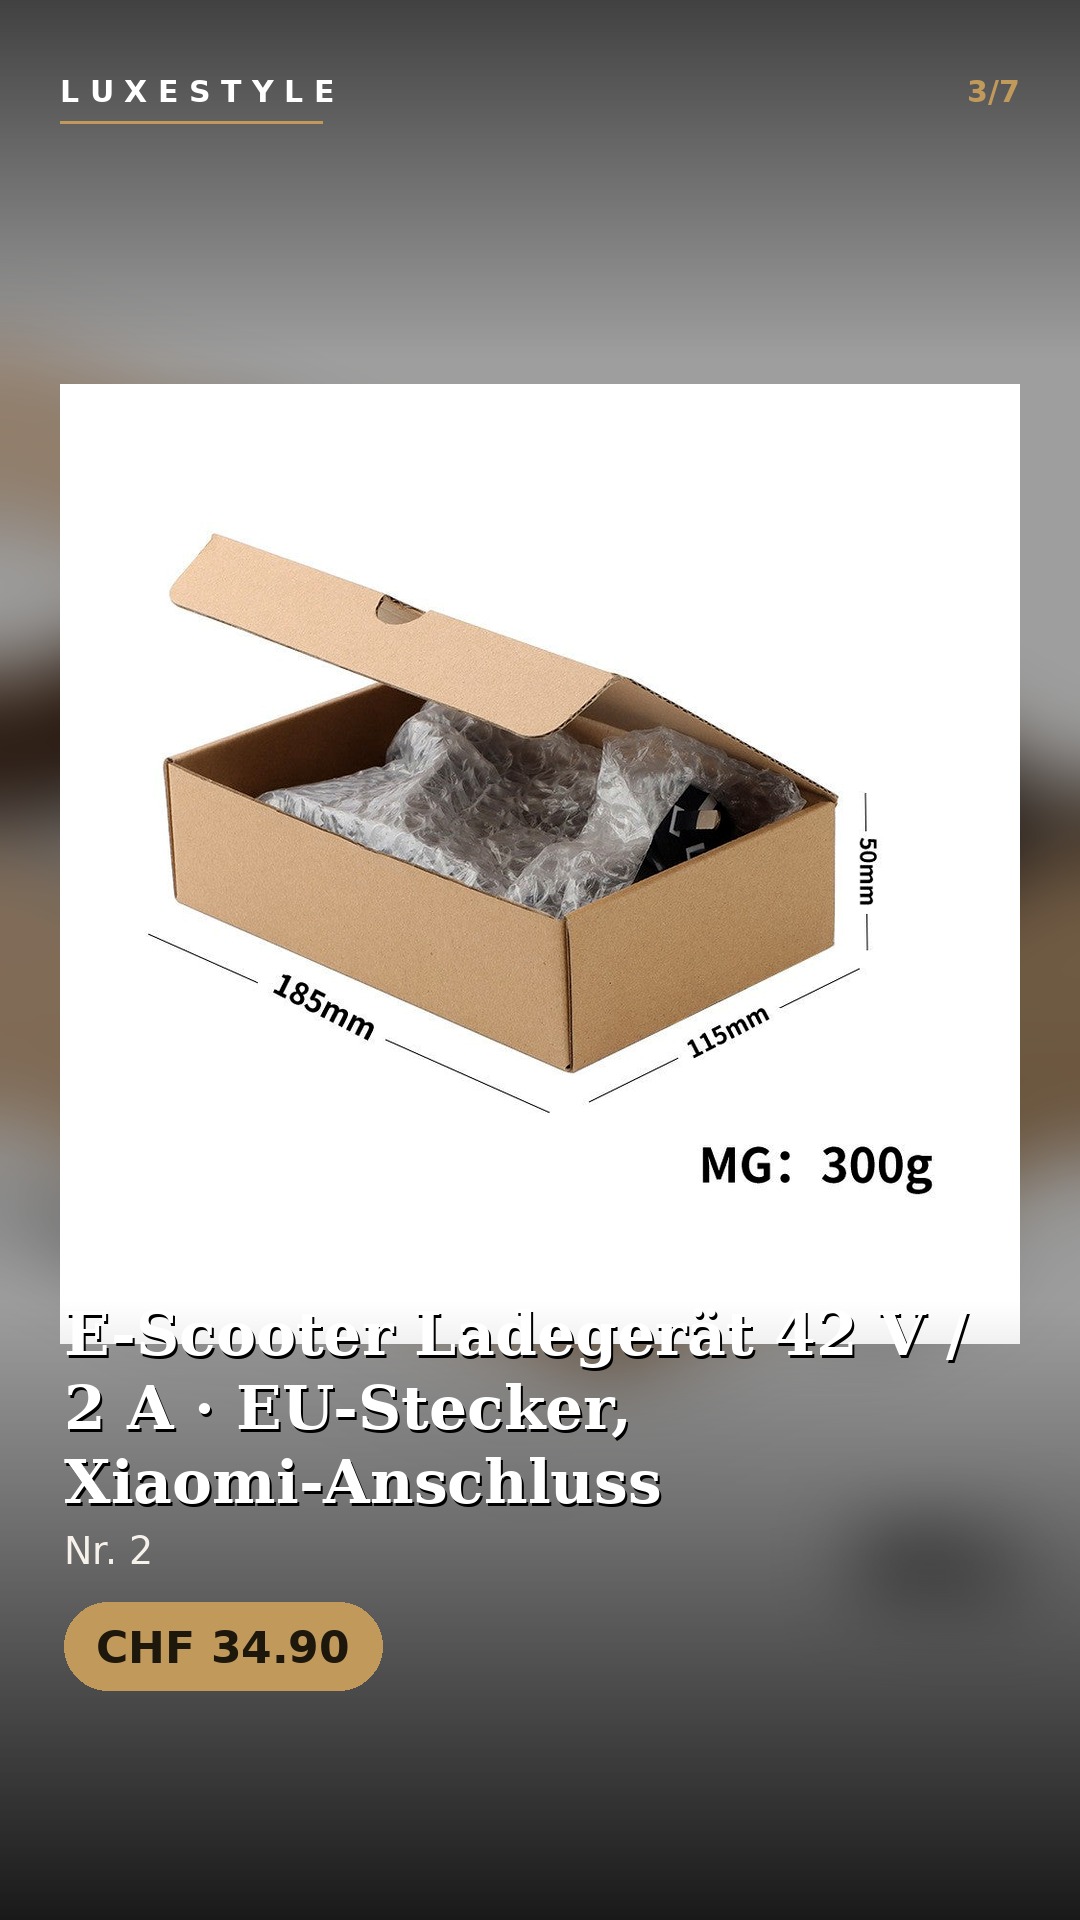 LUXESTYLE
3/7
50mm
185mm
115mm
MG: 300g
E-Scooter Ladegerät 42 V /
2 A · EU-Stecker,
Xiaomi-Anschluss
Nr. 2
CHF 34.90